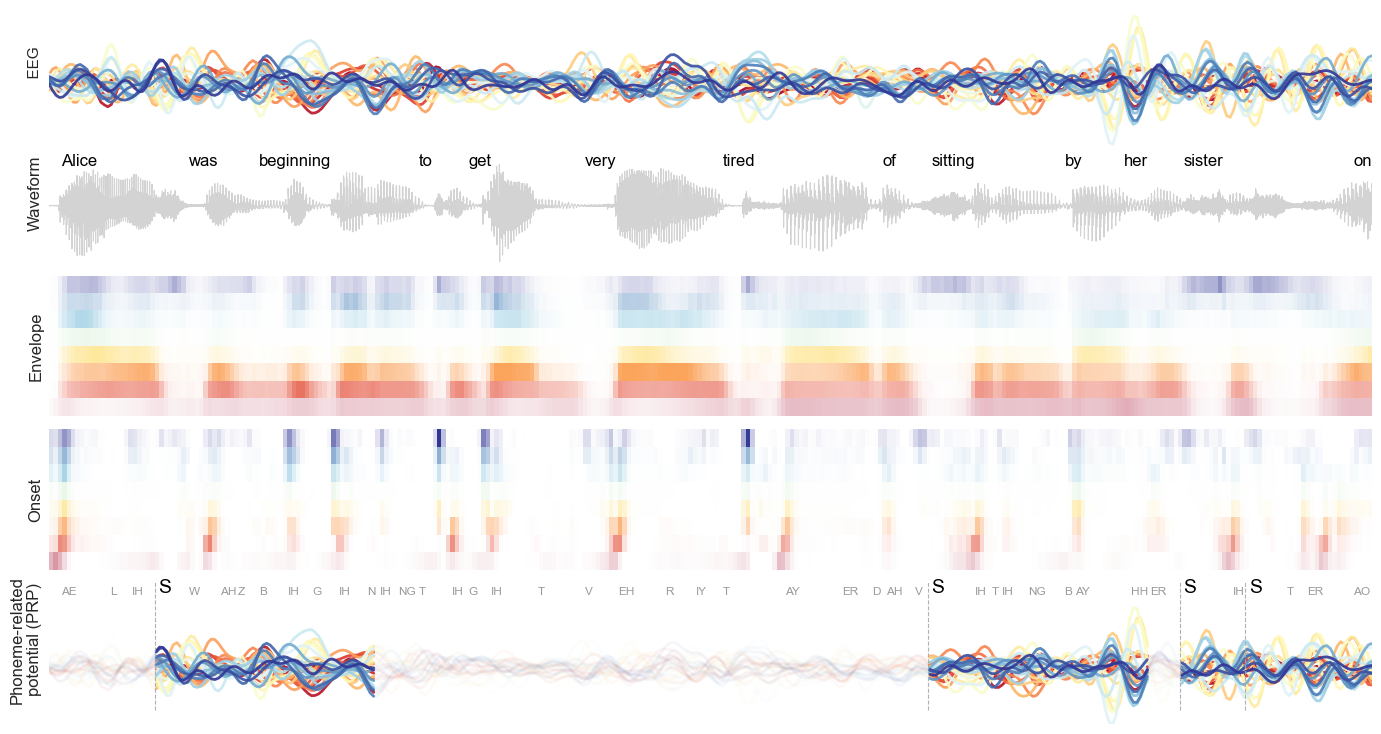 EEG
Waveform
Alice was beginning to get very tired of sitting by her sister on
Envelope
Onset
Phoneme-related
potential (PRP)
AE L IH S W AH Z B IH G IH N IH NG T IH G IH T V EH R IY T AY ER D AH V S IH T IH NG B AY HH ER S IH S T ER AO